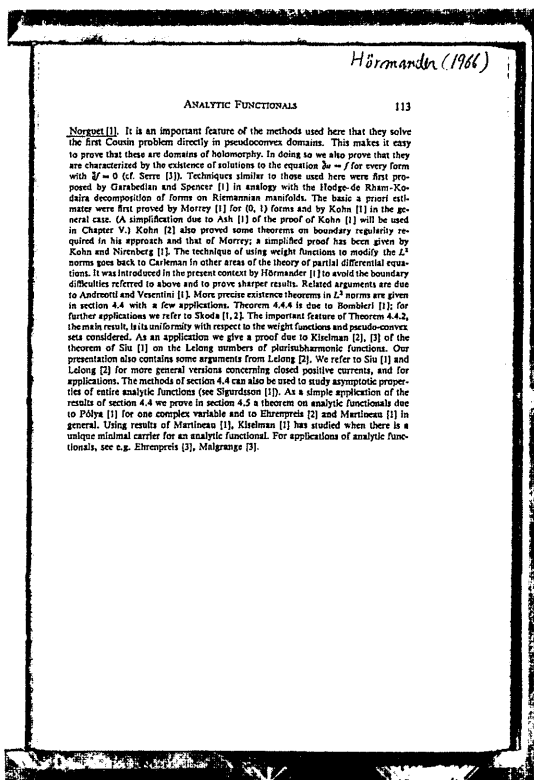 Hörmander (1966)
ANALYTIC FUNCTIONALS 113
Norguet [1]. It is an important feature of the methods used here that they solve
the first Cousin problem directly in pseudoconvex domains. This makes it easy
to prove that these are domains of holomorphy. In doing so we also prove that they
are characterized by the existence of solutions to the equation ∂̄u = f for every form
with ∂̄f = 0 (cf. Serre [3]). Techniques similar to those used here were first pro-
posed by Garabedian and Spencer [1] in analogy with the Hodge-de Rham-Ko-
daira decomposition of forms on Riemannian manifolds. The basic a priori esti-
mates were first proved by Morrey [1] for (0, 1) forms and by Kohn [1] in the ge-
neral case. (A simplification due to Ash [1] of the proof of Kohn [1] will be used
in Chapter V.) Kohn [2] also proved some theorems on boundary regularity re-
quired in his approach and that of Morrey; a simplified proof has been given by
Kohn and Nirenberg [1]. The technique of using weight functions to modify the L²
norms goes back to Carleman in other areas of the theory of partial differential equa-
tions. It was introduced in the present context by Hörmander [1] to avoid the boundary
difficulties referred to above and to prove sharper results. Related arguments are due
to Andreotti and Vesentini [1]. More precise existence theorems in L² norms are given
in section 4.4 with a few applications. Theorem 4.4.4 is due to Bombieri [1]; for
further applications we refer to Skoda [1, 2]. The important feature of Theorem 4.4.2,
the main result, is its uniformity with respect to the weight functions and pseudo-convex
sets considered. As an application we give a proof due to Kiselman [2], [3] of the
theorem of Siu [1] on the Lelong numbers of plurisubharmonic functions. Our
presentation also contains some arguments from Lelong [2]. We refer to Siu [1] and
Lelong [2] for more general versions concerning closed positive currents, and for
applications. The methods of section 4.4 can also be used to study asymptotic proper-
ties of entire analytic functions (see Sigurdsson [1]). As a simple application of the
results of section 4.4 we prove in section 4.5 a theorem on analytic functionals due
to Pólya [1] for one complex variable and to Ehrenpreis [2] and Martineau [1] in
general. Using results of Martineau [1], Kiselman [1] has studied when there is a
unique minimal carrier for an analytic functional. For applications of analytic func-
tionals, see e.g. Ehrenpreis [3], Malgrange [3].